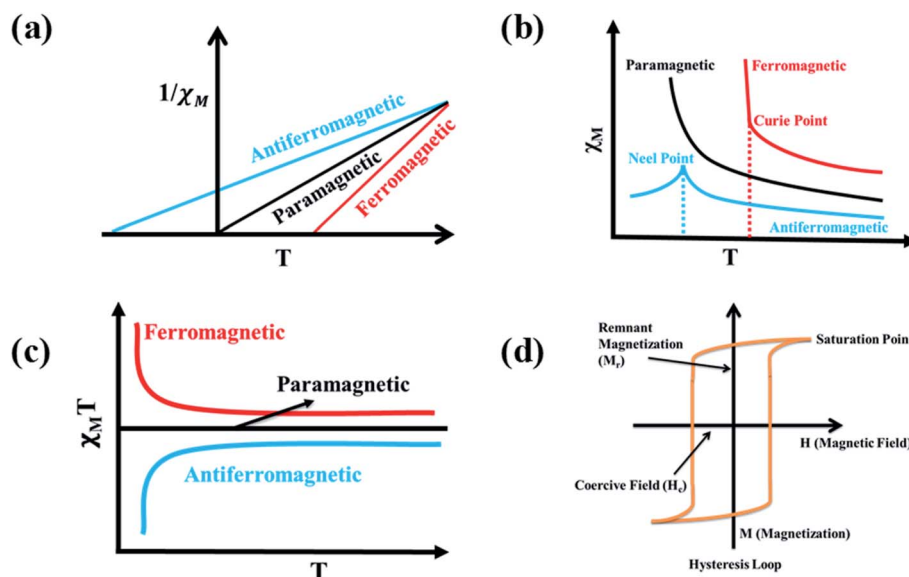 (a)
1/χM
Antiferromagnetic
Paramagnetic
Ferromagnetic
T
(b)
χM
Paramagnetic
Ferromagnetic
Curie Point
Neel Point
Antiferromagnetic
T
(c)
χMT
Ferromagnetic
Paramagnetic
Antiferromagnetic
T
(d)
Remnant
Magnetization
(Mr)
Saturation Point
H (Magnetic Field)
Coercive Field (Hc)
M (Magnetization)
Hysteresis Loop